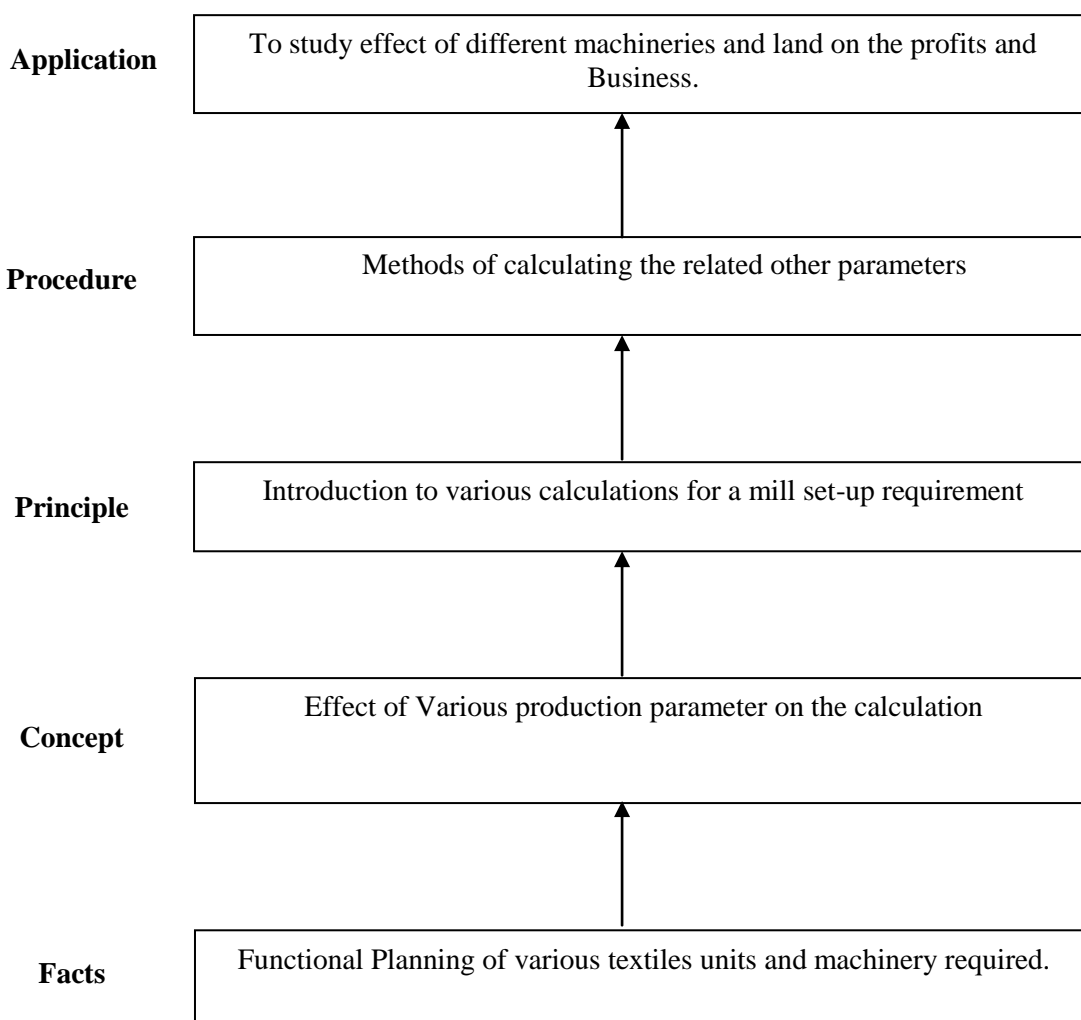 Application
To study effect of different machineries and land on the profits and
Business.
Procedure
Methods of calculating the related other parameters
Principle
Introduction to various calculations for a mill set-up requirement
Concept
Effect of Various production parameter on the calculation
Facts
Functional Planning of various textiles units and machinery required.